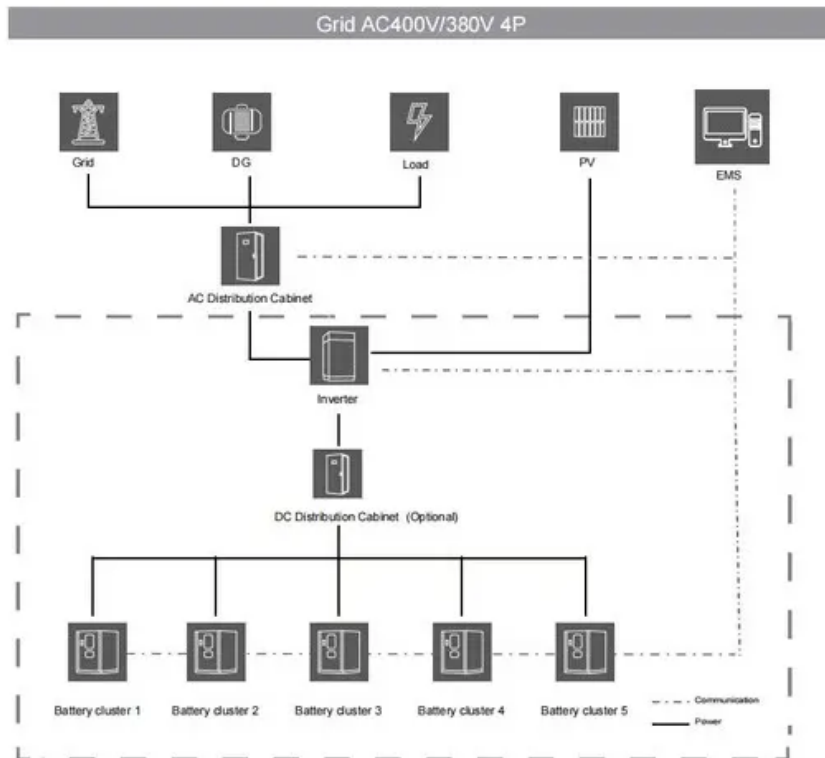 Grid AC400V/380V 4P
Grid
DG
Load
PV
EMS
AC Distribution Cabinet
Inverter
DC Distribution Cabinet (Optional)
Battery cluster 1
Battery cluster 2
Battery cluster 3
Battery cluster 4
Battery cluster 5
Communication
Power